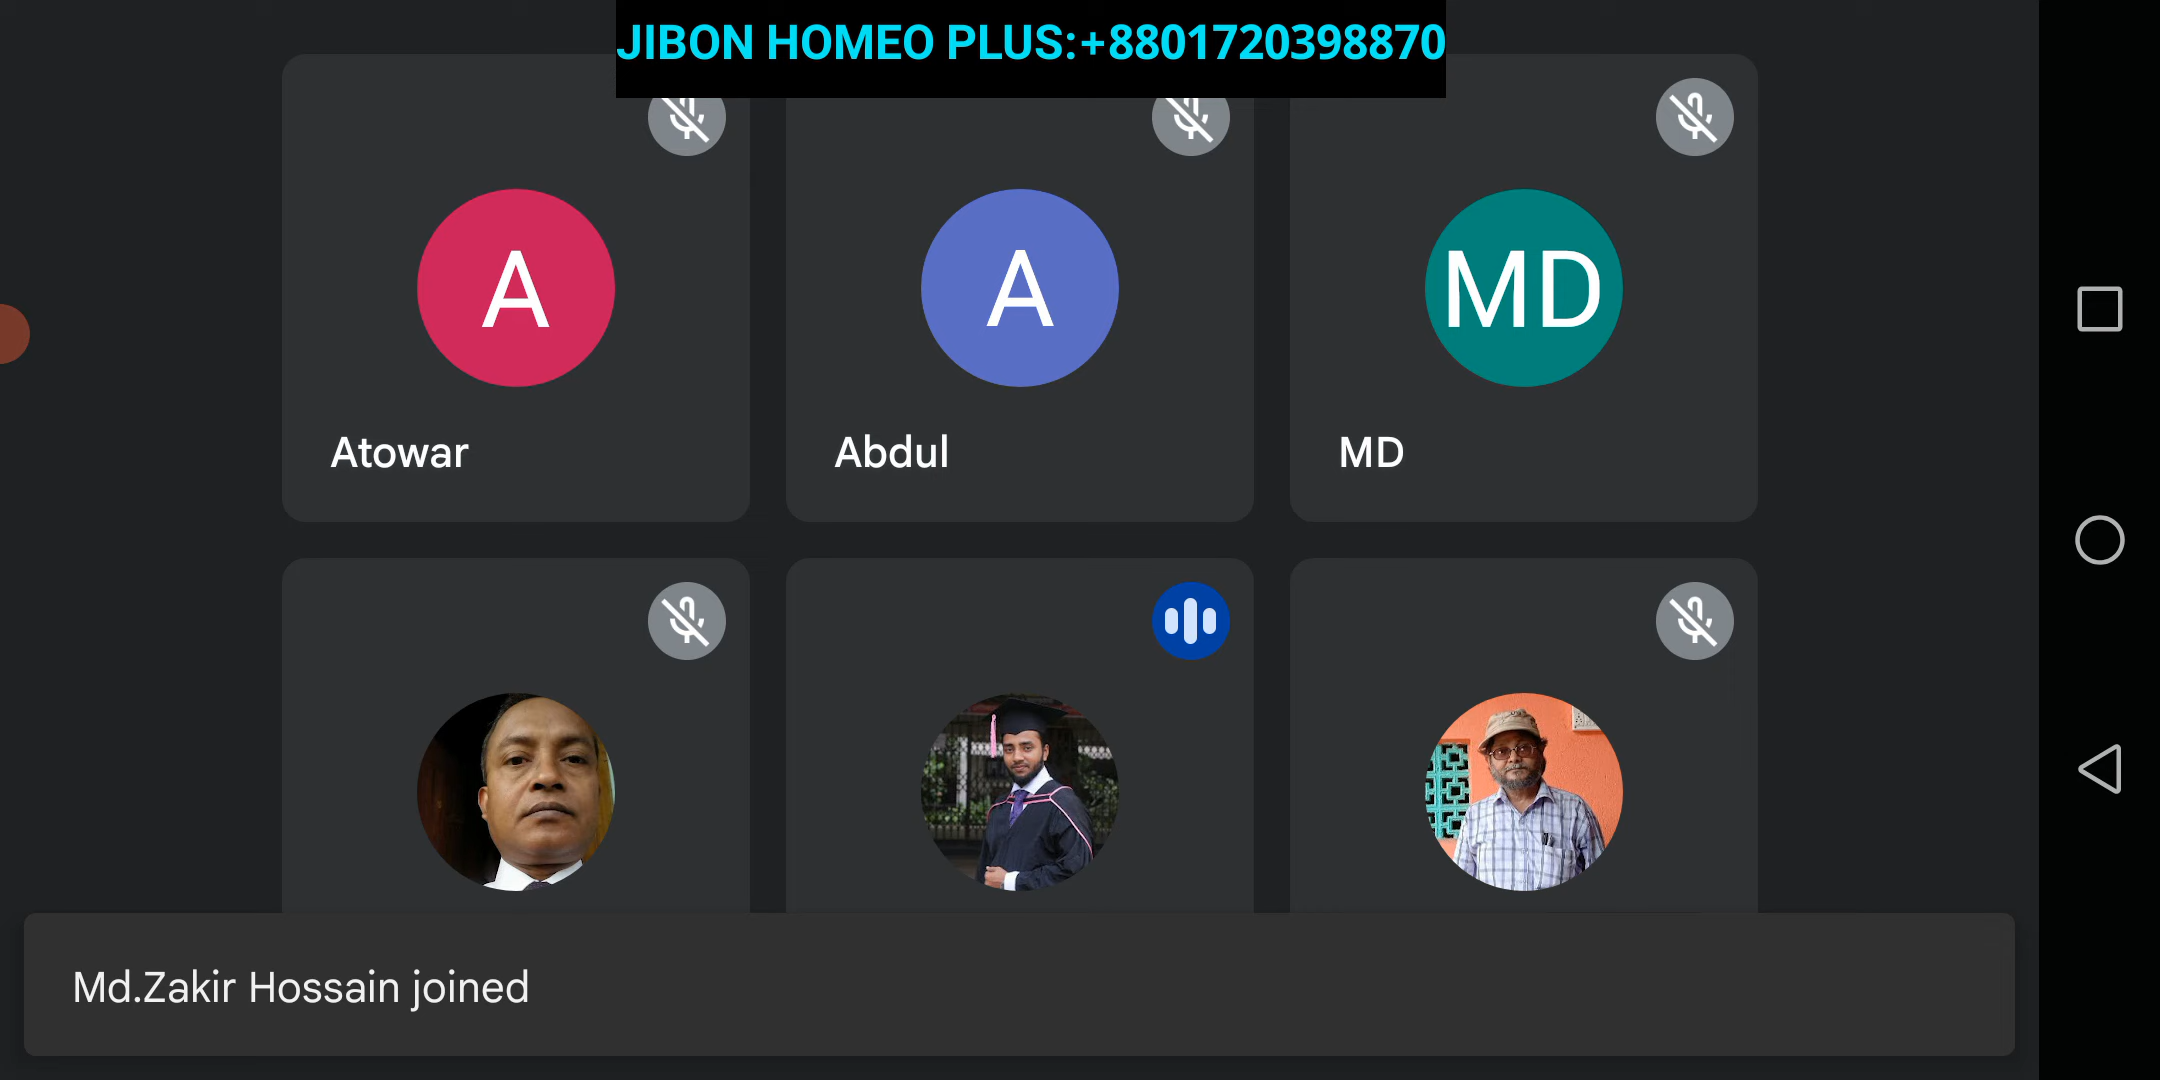 JIBON HOMEO PLUS:+8801720398870
A
A
MD
Atowar
Abdul
MD
Md.Zakir Hossain joined